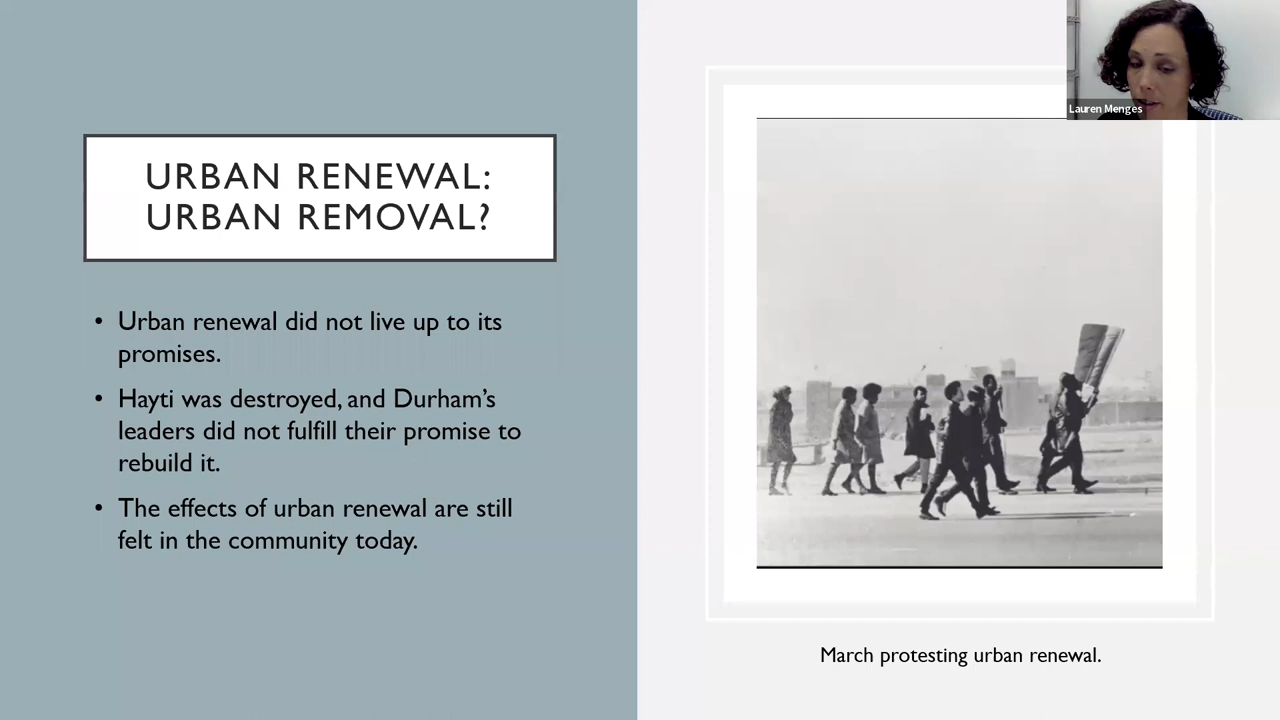 URBAN RENEWAL:
URBAN REMOVAL?
• Urban renewal did not live up to its
promises.
• Hayti was destroyed, and Durham’s
leaders did not fulfill their promise to
rebuild it.
• The effects of urban renewal are still
felt in the community today.
Lauren Menges
March protesting urban renewal.